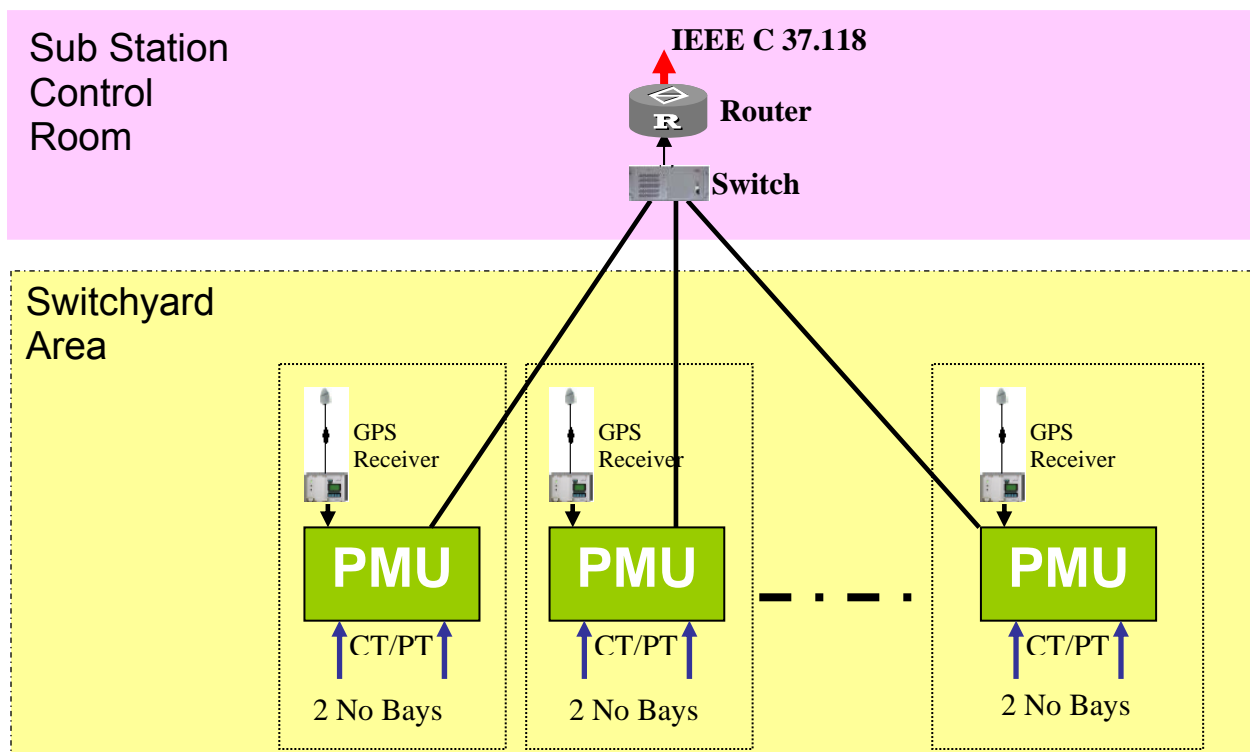 Sub Station
Control
Room
IEEE C 37.118
Router
R
Switch
Switchyard
Area
GPS
Receiver
GPS
Receiver
GPS
Receiver
PMU
PMU
PMU
CT/PT
CT/PT
CT/PT
2 No Bays
2 No Bays
2 No Bays